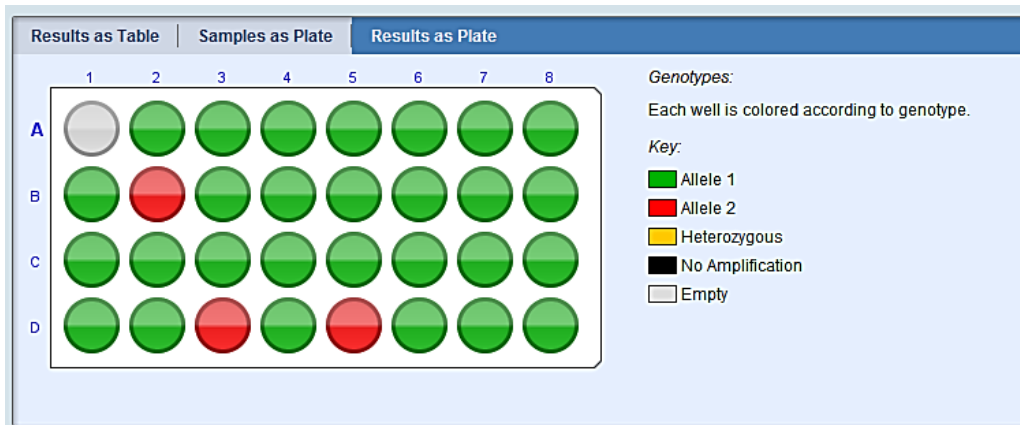 Results as Table Samples as Plate Results as Plate
1 2 3 4 5 6 7 8
A
B
C
D
Genotypes:
Each well is colored according to genotype.
Key:
Allele 1
Allele 2
Heterozygous
No Amplification
Empty